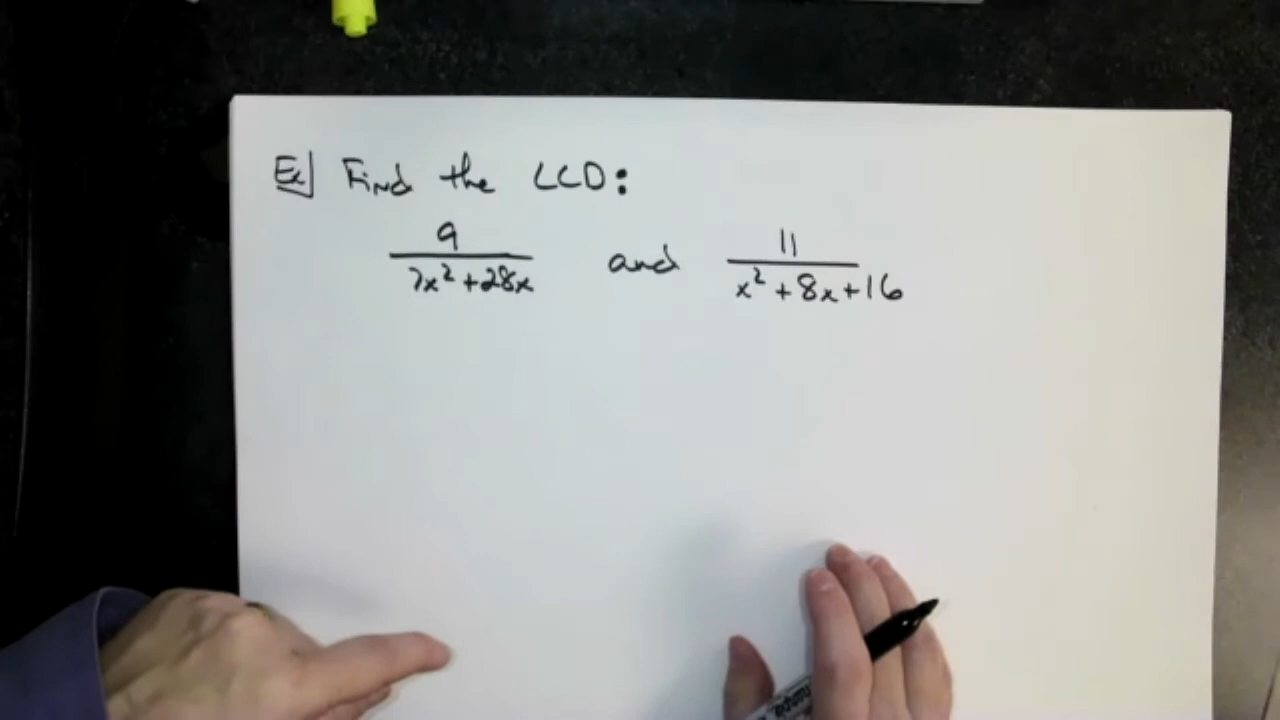 Ex] Find the LCD:
9/(7x²+28x) and 11/(x²+8x+16)